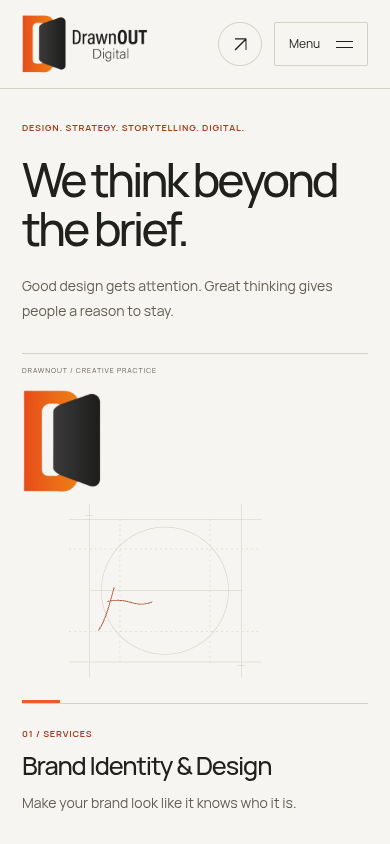 DrawnOUT
Digital
Menu
DESIGN. STRATEGY. STORYTELLING. DIGITAL.
We think beyond
the brief.
Good design gets attention. Great thinking gives
people a reason to stay.
DRAWNOUT / CREATIVE PRACTICE
01 / SERVICES
Brand Identity & Design
Make your brand look like it knows who it is.